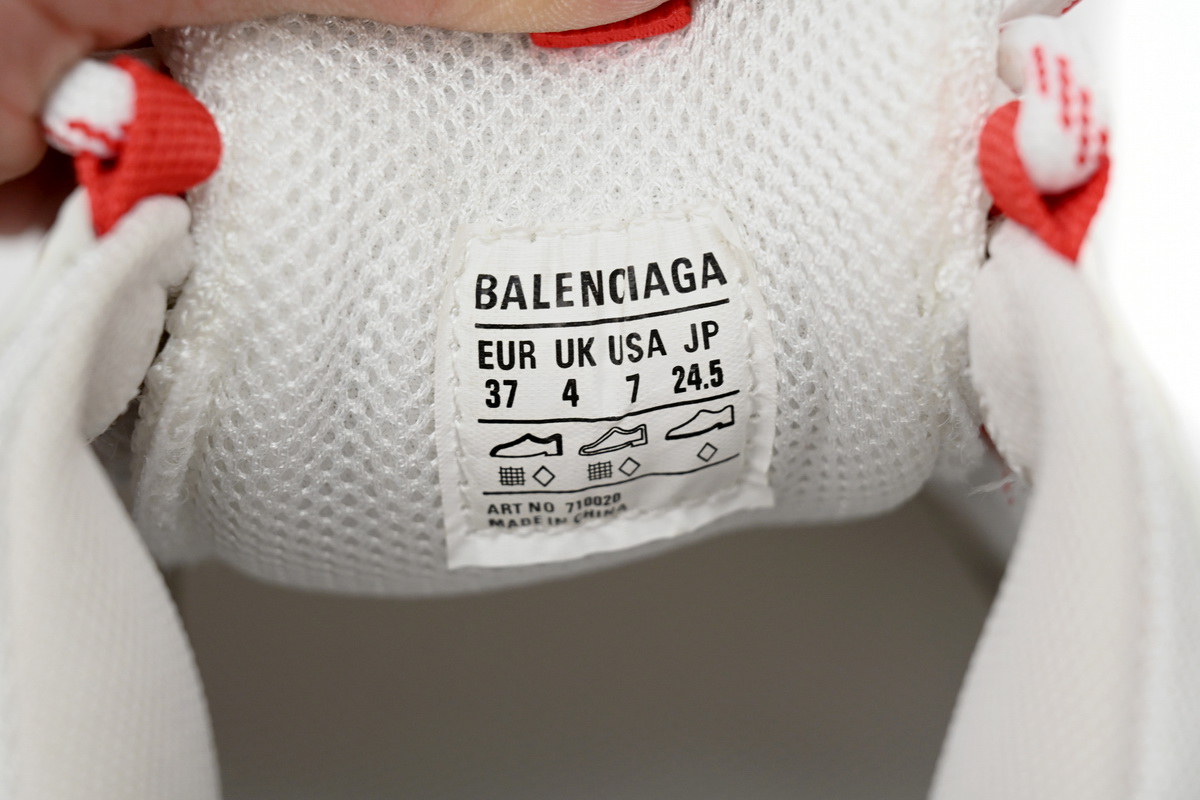 BALENCIAGA
EUR UK USA JP
37 4 7 24.5
ART NO 710020
MADE IN CHINA